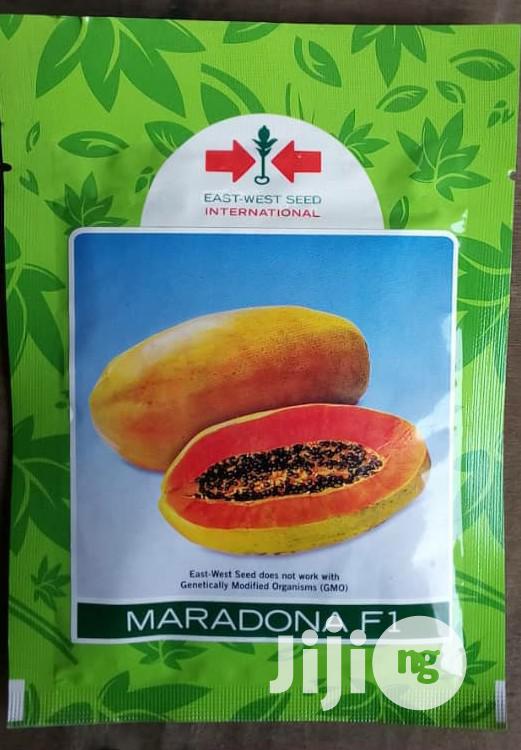 EAST-WEST SEED
INTERNATIONAL
East-West Seed does not work with
Genetically Modified Organisms (GMO)
MARADONA F1
Jiji ng